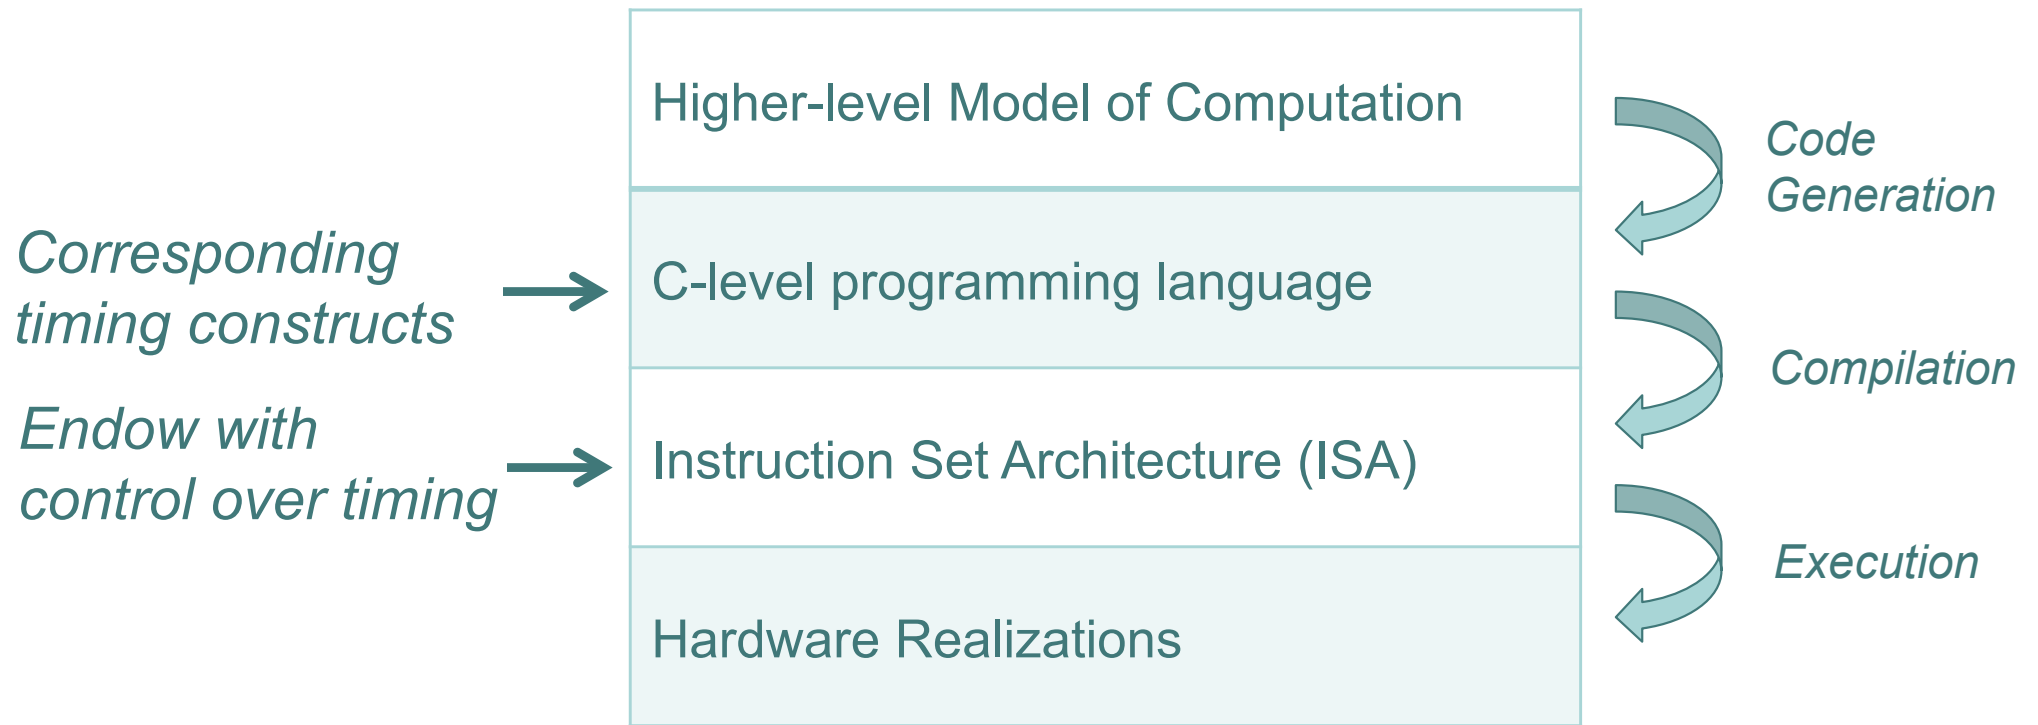 Higher-level Model of Computation
Code
Generation
Corresponding
timing constructs
C-level programming language
Compilation
Endow with
control over timing
Instruction Set Architecture (ISA)
Execution
Hardware Realizations